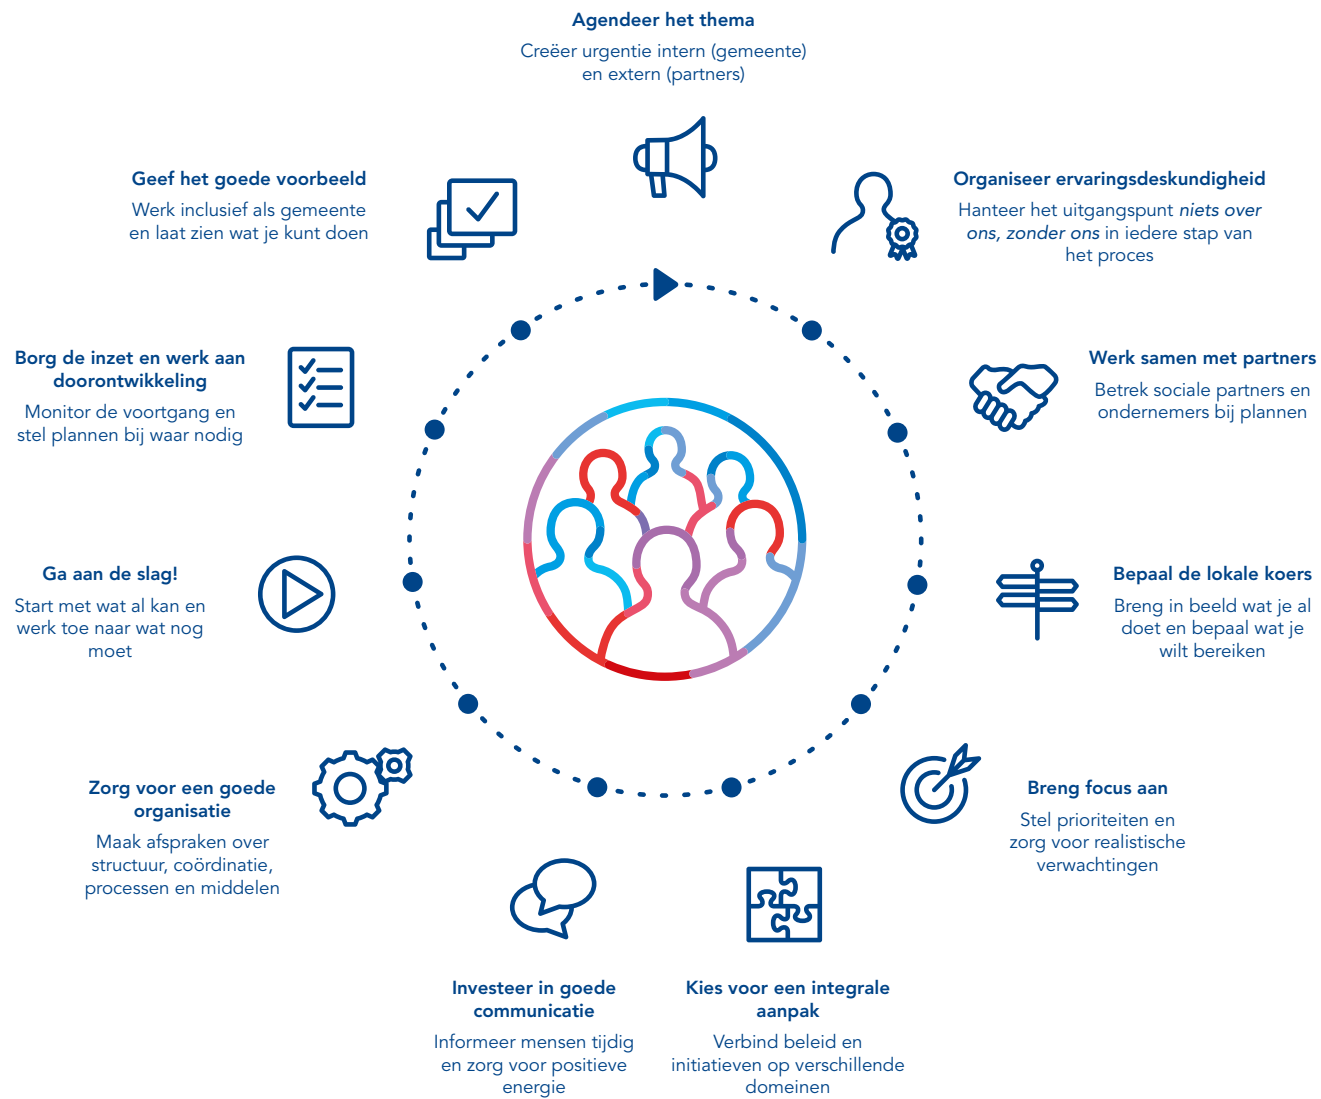 Agendeer het thema
Creëer urgentie intern (gemeente)
en extern (partners)
Organiseer ervaringsdeskundigheid
Hanteer het uitgangspunt niets over
ons, zonder ons in iedere stap van
het proces
Werk samen met partners
Betrek sociale partners en
ondernemers bij plannen
Bepaal de lokale koers
Breng in beeld wat je al
doet en bepaal wat je
wilt bereiken
Breng focus aan
Stel prioriteiten en
zorg voor realistische
verwachtingen
Kies voor een integrale
aanpak
Verbind beleid en
initiatieven op verschillende
domeinen
Investeer in goede
communicatie
Informeer mensen tijdig
en zorg voor positieve
energie
Zorg voor een goede
organisatie
Maak afspraken over
structuur, coördinatie,
processen en middelen
Ga aan de slag!
Start met wat al kan en
werk toe naar wat nog
moet
Borg de inzet en werk aan
doorontwikkeling
Monitor de voortgang en
stel plannen bij waar nodig
Geef het goede voorbeeld
Werk inclusief als gemeente
en laat zien wat je kunt doen